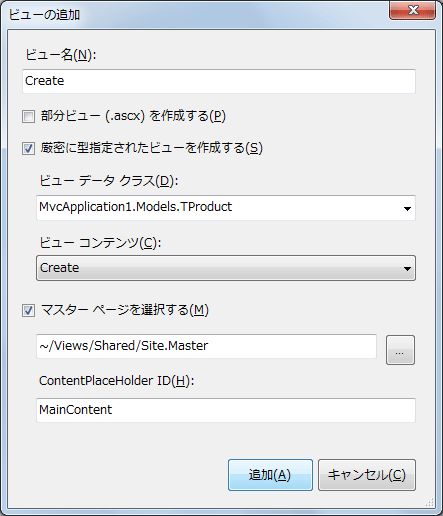 ビューの追加
ビュー名(N):
Create
部分ビュー (.ascx) を作成する(P)
厳密に型指定されたビューを作成する(S)
ビュー データ クラス(D):
MvcApplication1.Models.TProduct
ビュー コンテンツ(C):
Create
マスター ページを選択する(M)
~/Views/Shared/Site.Master
...
ContentPlaceHolder ID(H):
MainContent
追加(A)
キャンセル(C)